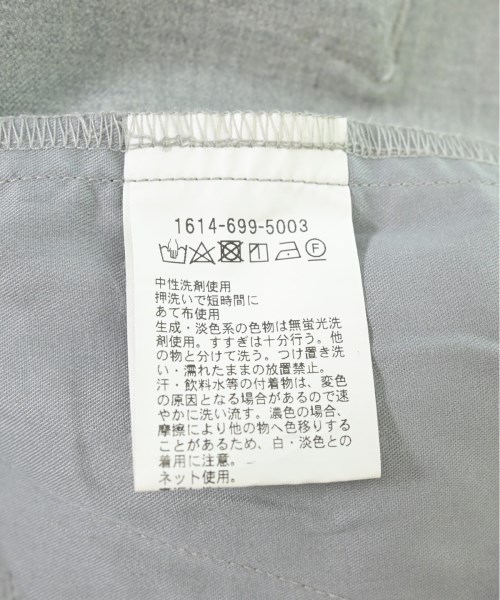 1614-699-5003
F
中性洗剤使用
押洗いで短時間に
あて布使用
生成・淡色系の色物は無蛍光洗
剤使用。すすぎは十分行う。他
の物と分けて洗う。つけ置き洗
い・濡れたままの放置禁止。
汗・飲料水等の付着物は、変色
の原因となる場合があるので速
やかに洗い流す。濃色の場合、
摩擦により他の物へ色移りする
ことがあるため、白・淡色との
着用に注意。
ネット使用。